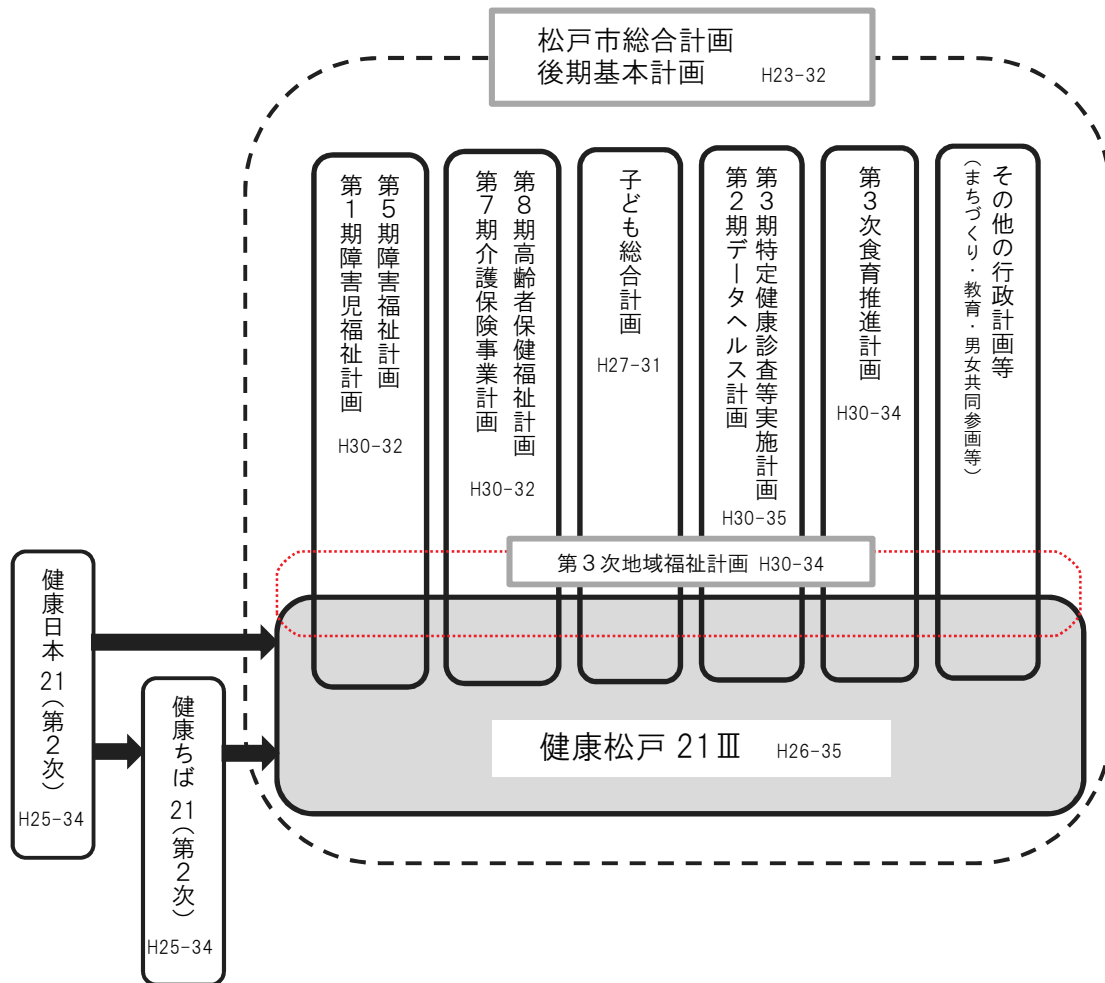 松戸市総合計画
後期基本計画 H23-32
第5期障害福祉計画
第1期障害児福祉計画
H30-32
第8期高齢者保健福祉計画
第7期介護保険事業計画
H30-32
子ども総合計画
H27-31
第3期特定健康診査等実施計画
第2期データヘルス計画
H30-35
第3次食育推進計画
H30-34
その他の行政計画等
(まちづくり・教育・男女共同参画等)
第3次地域福祉計画 H30-34
健康日本21(第2次)
H25-34
健康ちば21(第2次)
H25-34
健康松戸21Ⅲ H26-35